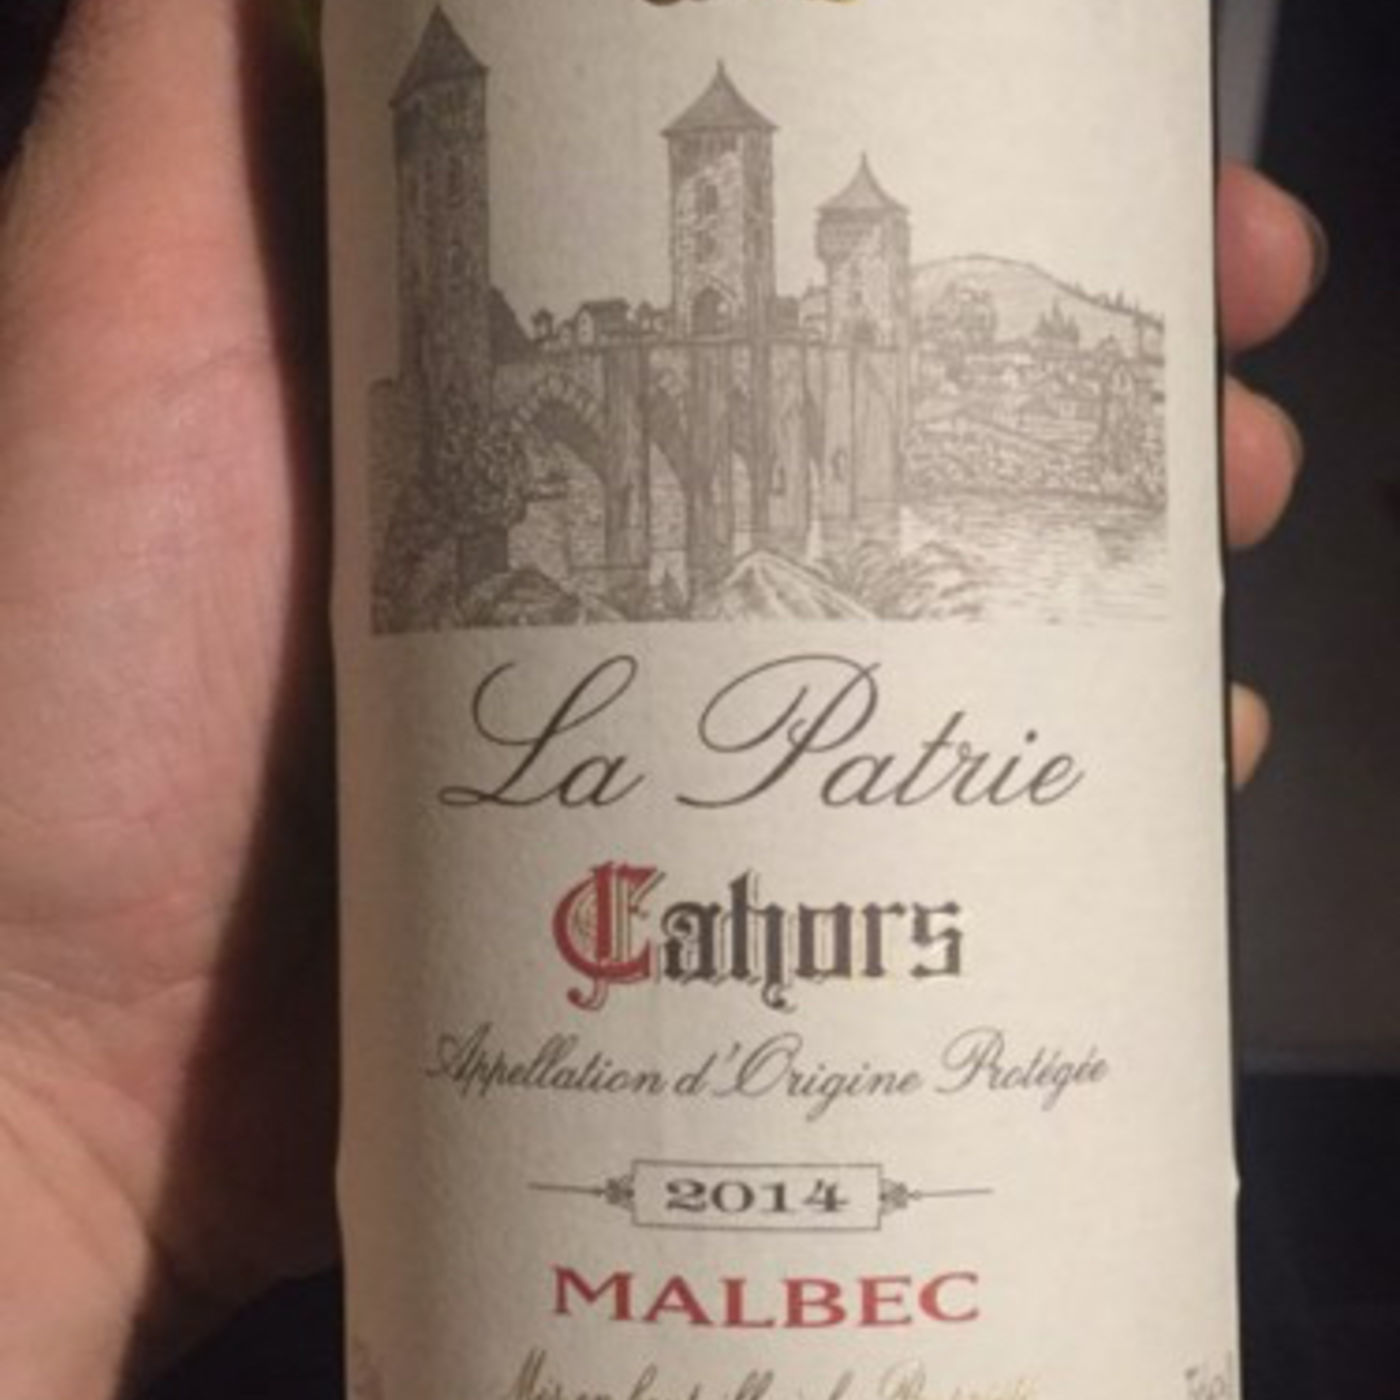 La Patrie
Cahors
Appellation d'Origine Protégée
2014
MALBEC